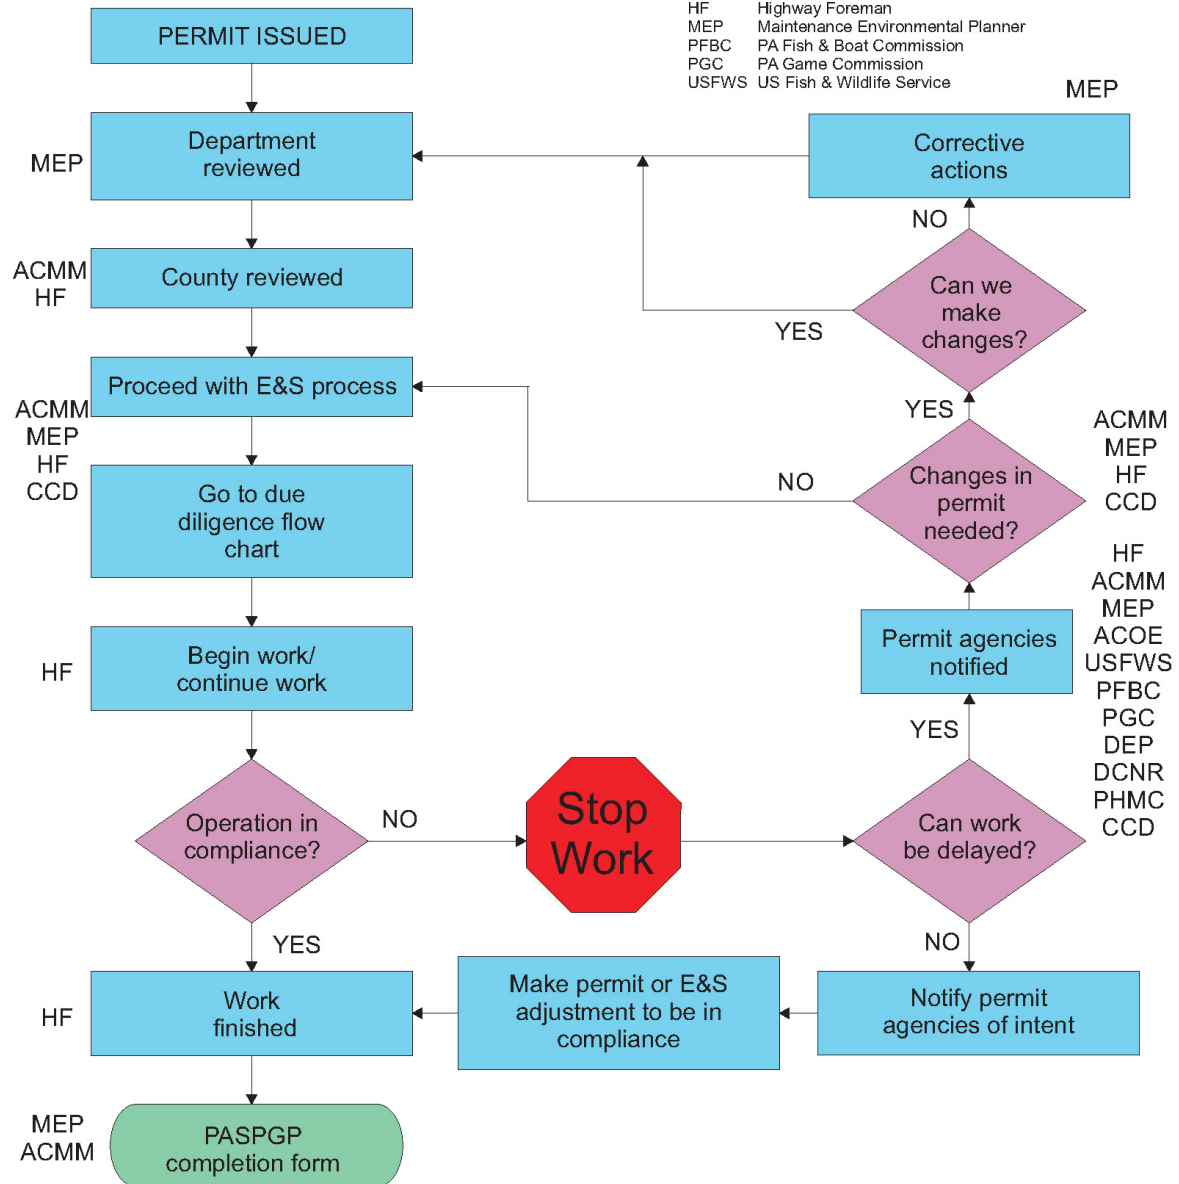 HF Highway Foreman
MEP Maintenance Environmental Planner
PFBC PA Fish & Boat Commission
PGC PA Game Commission
USFWS US Fish & Wildlife Service
PERMIT ISSUED
MEP
Department
reviewed
MEP
Corrective
actions
NO
ACMM
HF
County reviewed
Can we
make
changes?
YES
Proceed with E&S process
YES
ACMM
MEP
HF
CCD
Go to due
diligence flow
chart
NO
Changes in
permit
needed?
ACMM
MEP
HF
CCD
HF
ACMM
MEP
ACOE
USFWS
PFBC
PGC
DEP
DCNR
PHMC
CCD
HF
Begin work/
continue work
Permit agencies
notified
YES
Operation in
compliance?
NO
Stop
Work
Can work
be delayed?
YES
NO
HF
Work
finished
Make permit or E&S
adjustment to be in
compliance
Notify permit
agencies of intent
MEP
ACMM
PASPGP
completion form